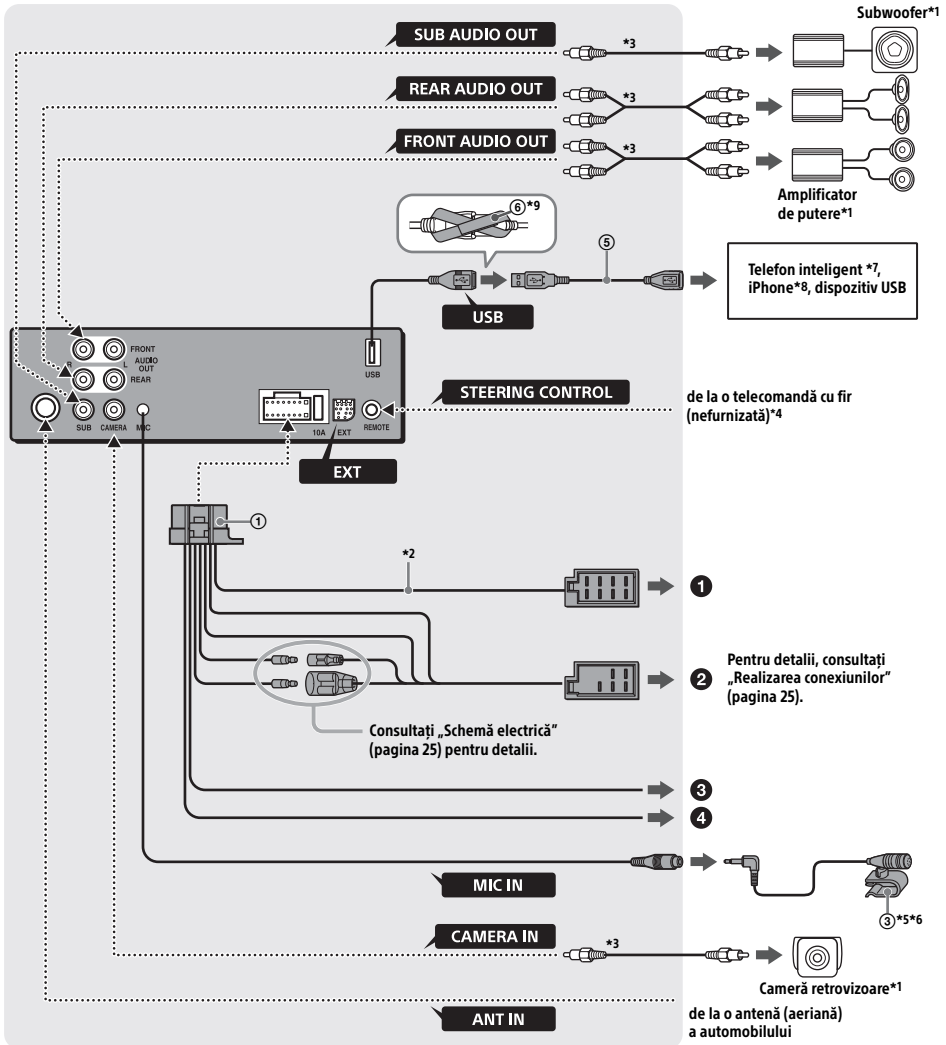 Subwoofer*1
SUB AUDIO OUT
*3
REAR AUDIO OUT
*3
FRONT AUDIO OUT
*3
Amplificator
de putere*1
⑥*9
⑤
Telefon inteligent *7,
iPhone*8, dispozitiv USB
USB
FRONT
R L AUDIO
OUT
REAR
USB
STEERING CONTROL
de la o telecomandă cu fir
(nefurnizată)*4
SUB CAMERA MIC
10A EXT REMOTE
EXT
①
*2
❶
❷
Pentru detalii, consultați
„Realizarea conexiunilor”
(pagina 25).
Consultați „Schemă electrică”
(pagina 25) pentru detalii.
❸
❹
MIC IN
③*5*6
CAMERA IN
*3
Cameră retrovizoare*1
ANT IN
de la o antenă (aeriană)
a automobilului